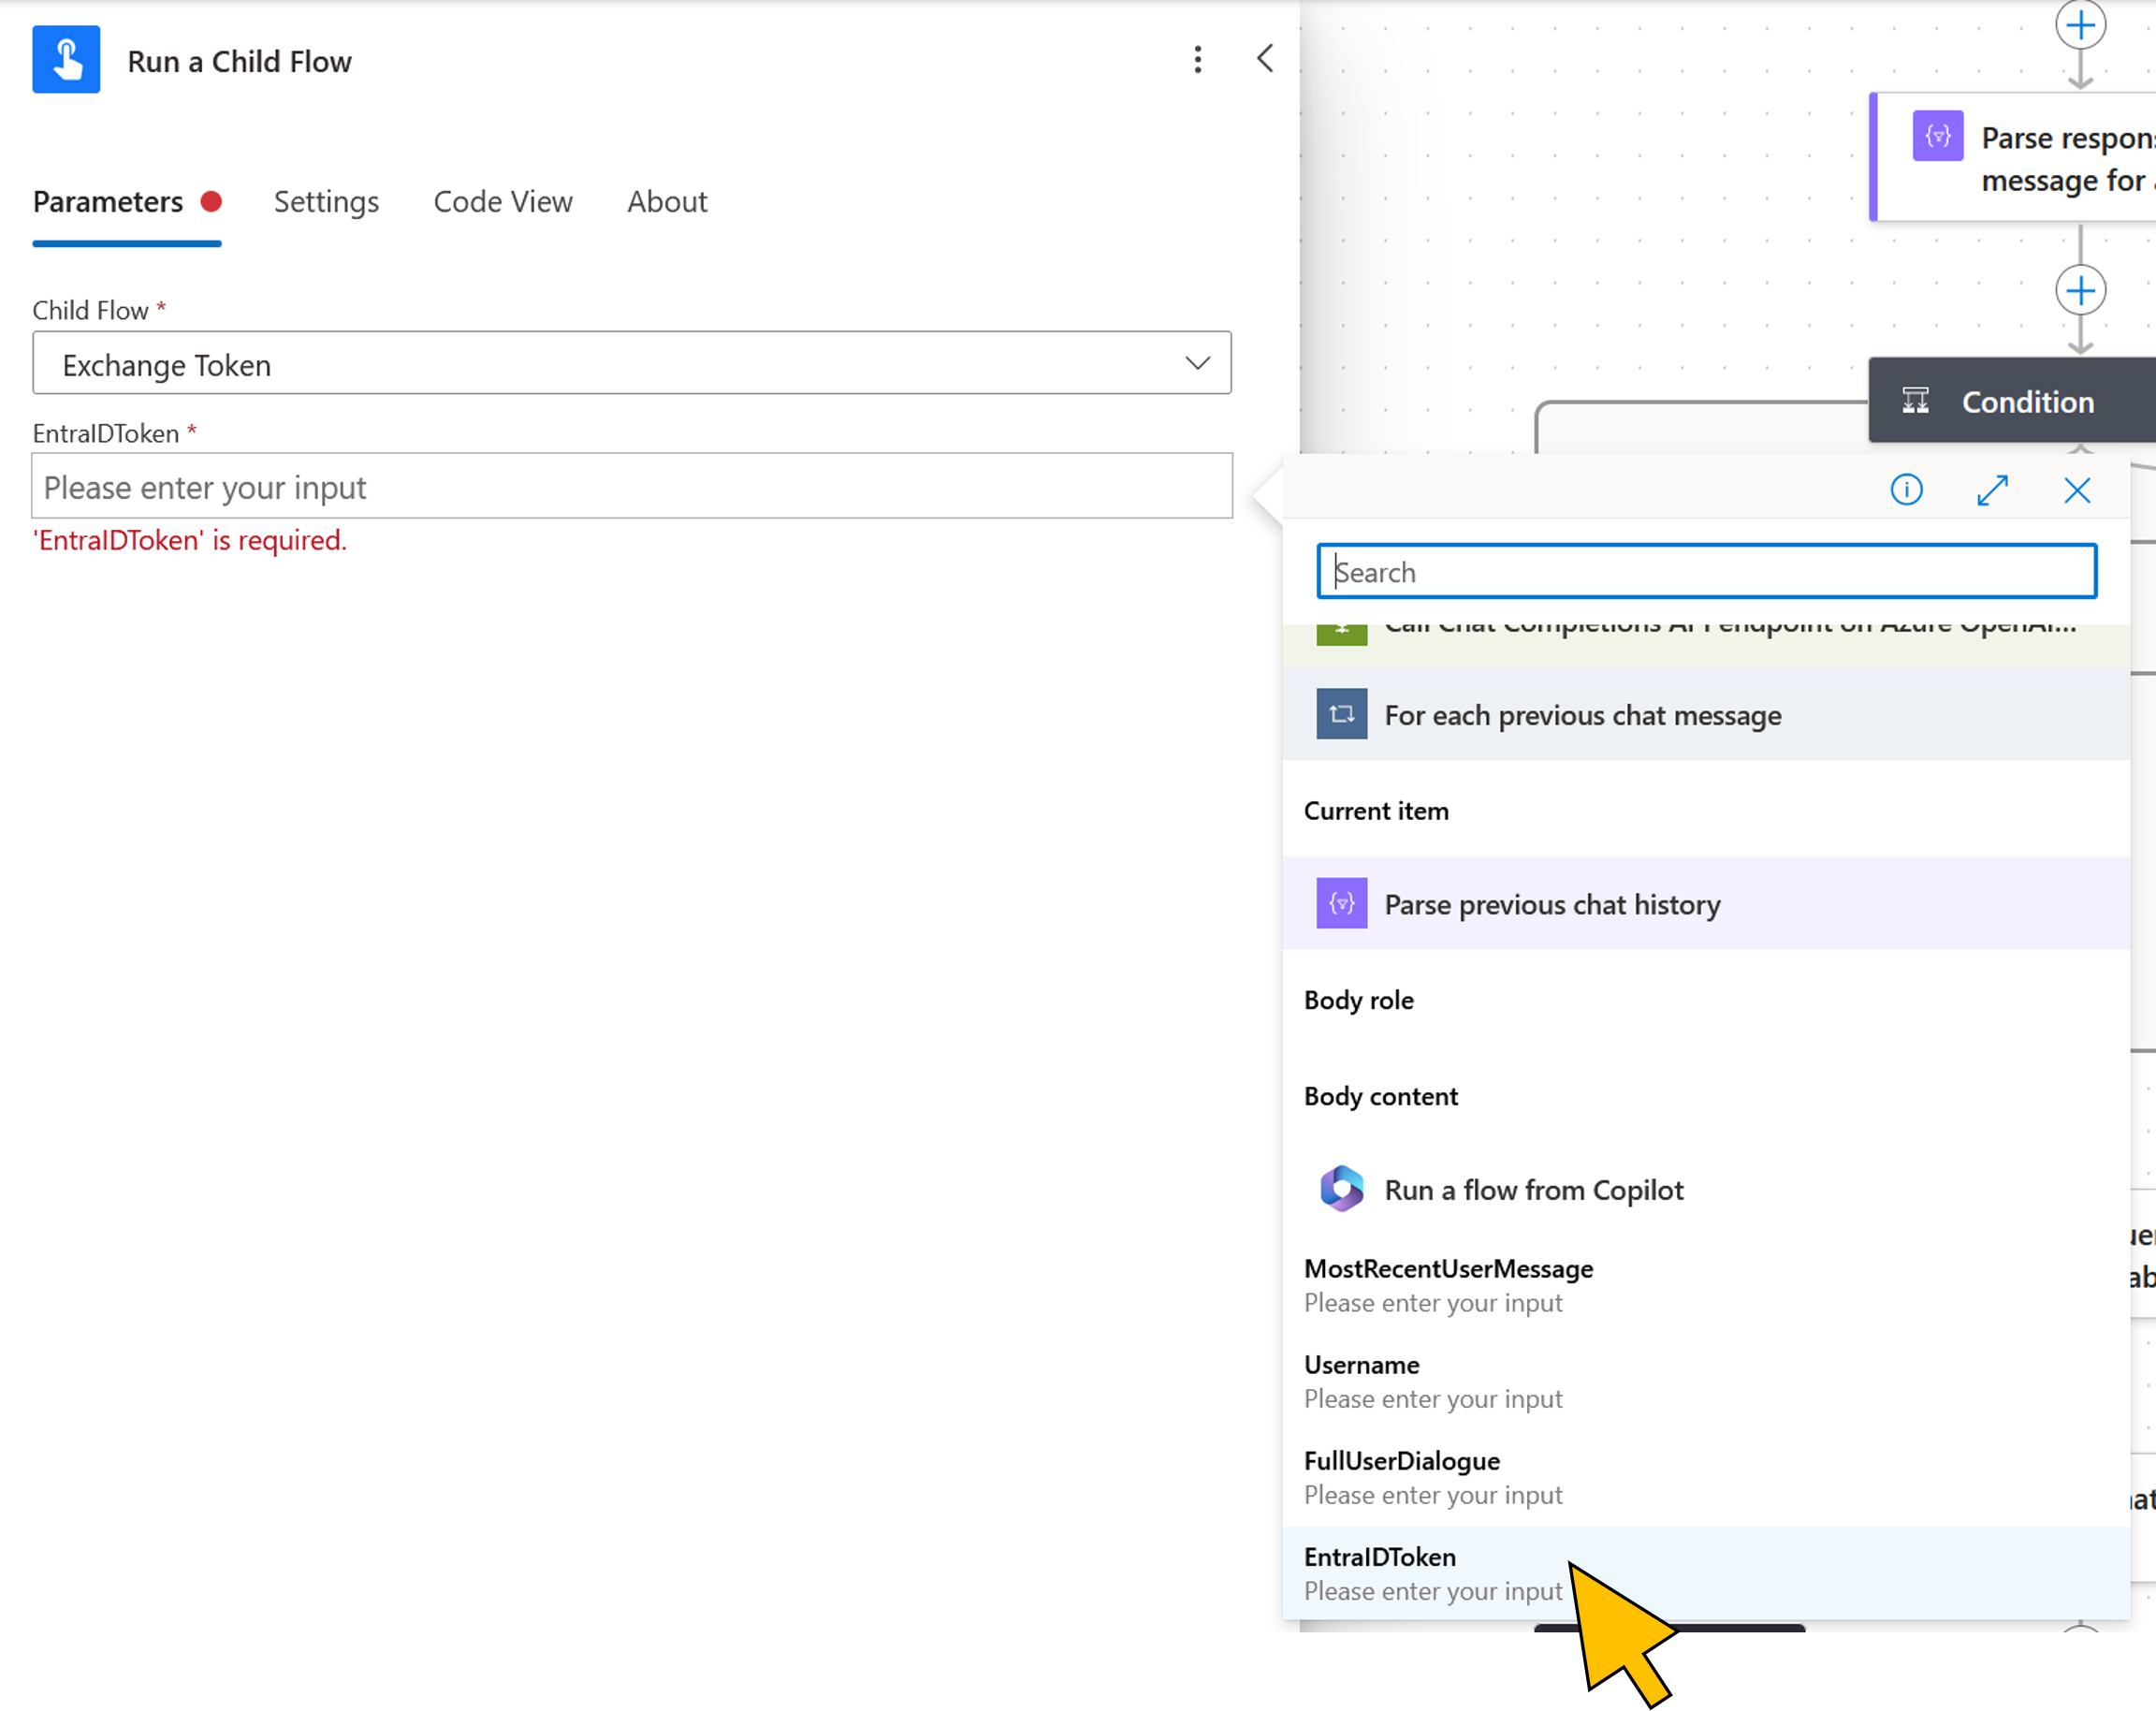 Run a Child Flow
Parameters
Settings
Code View
About
Child Flow *
Exchange Token
EntraIDToken *
Please enter your input
'EntraIDToken' is required.
Parse respons
message for
Condition
Search
Call Chat Completions API endpoint on Azure OpenAI...
For each previous chat message
Current item
Parse previous chat history
Body role
Body content
Run a flow from Copilot
MostRecentUserMessage
Please enter your input
Username
Please enter your input
FullUserDialogue
Please enter your input
EntraIDToken
Please enter your input